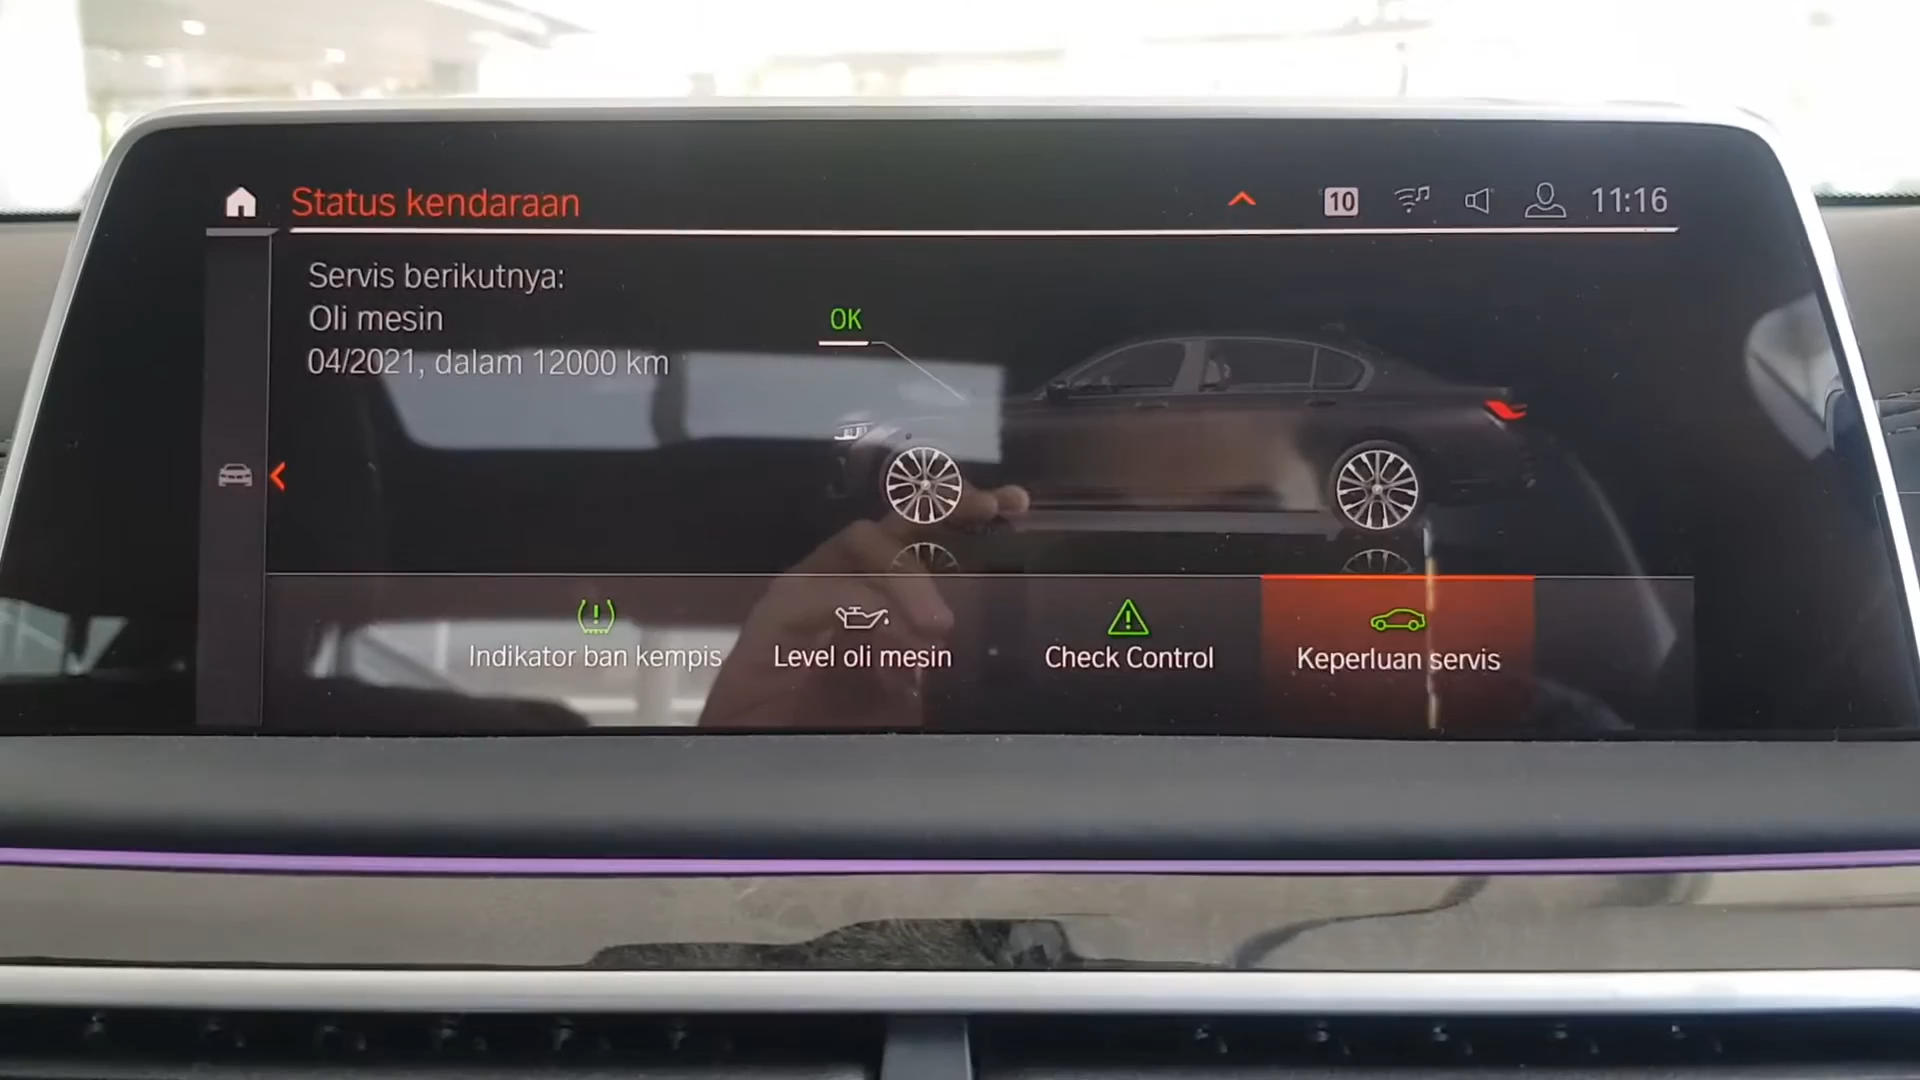 Status kendaraan
10
11:16
Servis berikutnya:
Oli mesin
04/2021, dalam 12000 km
OK
Indikator ban kempis
Level oli mesin
Check Control
Keperluan servis